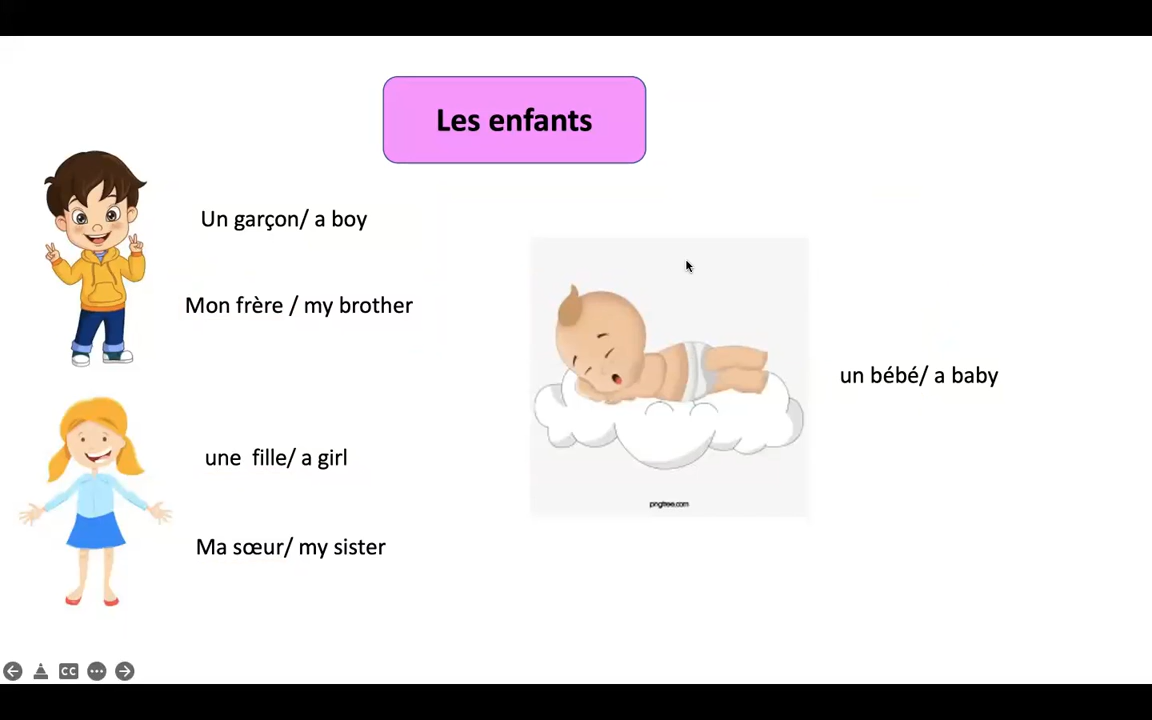 Les enfants
Un garçon/ a boy
Mon frère / my brother
une  fille/ a girl
Ma sœur/ my sister
un bébé/ a baby
pngtree.com
CC